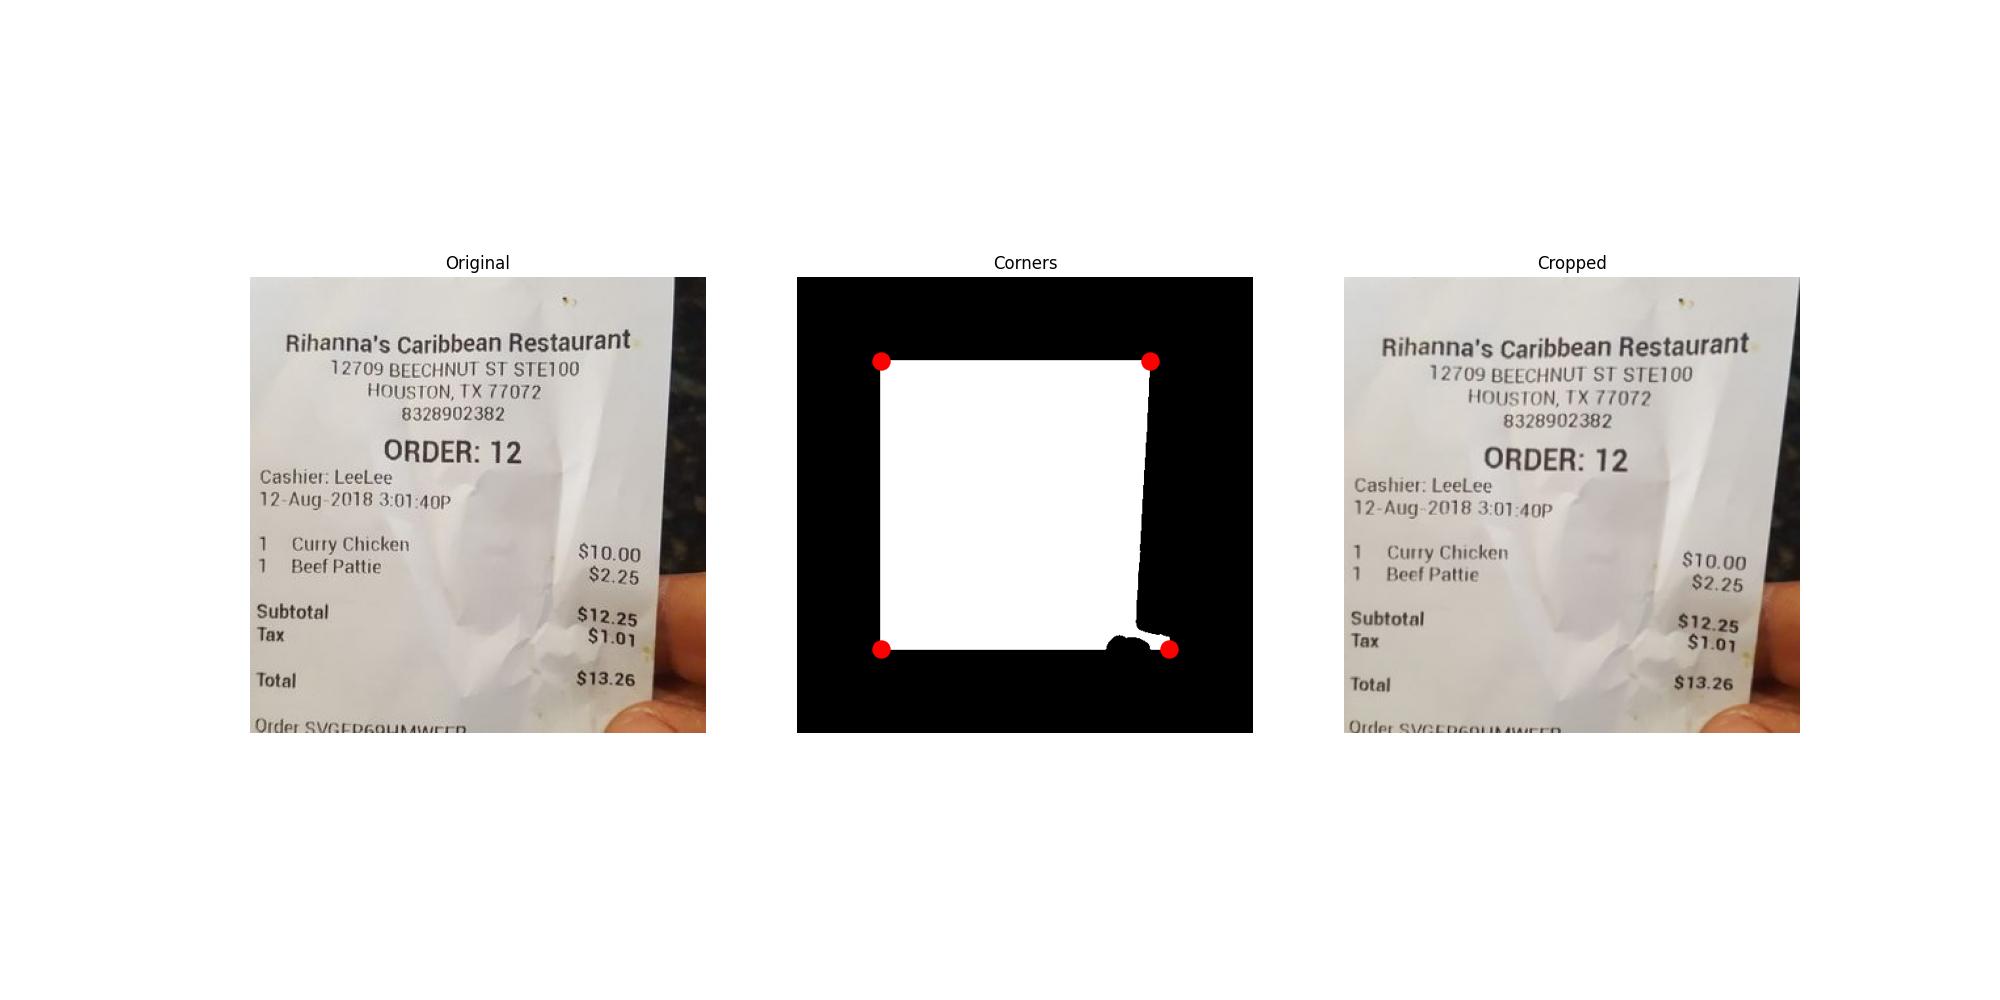 Original
Rihanna's Caribbean Restaurant
12709 BEECHNUT ST STE100
HOUSTON, TX 77072
8328902382
ORDER: 12
Cashier: LeeLee
12-Aug-2018 3:01:40P
1 Curry Chicken $10.00
1 Beef Pattie $2.25
Subtotal $12.25
Tax $1.01
Total $13.26
Order
Corners
Cropped
Rihanna's Caribbean Restaurant
12709 BEECHNUT ST STE100
HOUSTON, TX 77072
8328902382
ORDER: 12
Cashier: LeeLee
12-Aug-2018 3:01:40P
1 Curry Chicken $10.00
1 Beef Pattie $2.25
Subtotal $12.25
Tax $1.01
Total $13.26
Order